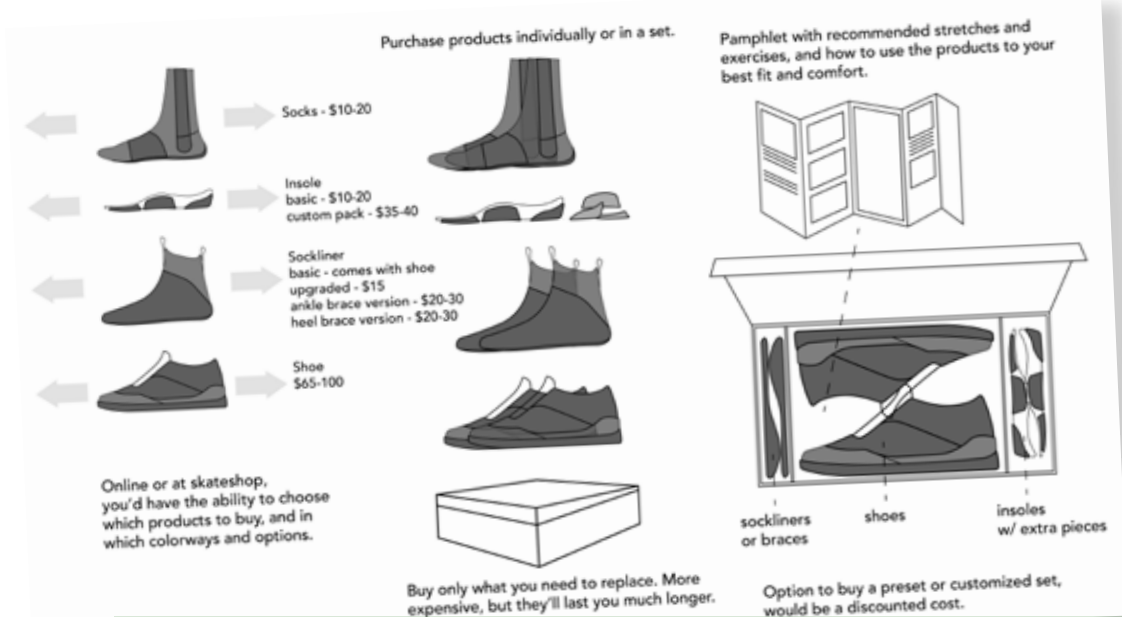 Purchase products individually or in a set.
Socks - $10-20
Insole
basic - $10-20
custom pack - $35-40
Sockliner
basic - comes with shoe
upgraded - $15
ankle brace version - $20-30
heel brace version - $20-30
Shoe
$65-100
Online or at skateshop,
you'd have the ability to choose
which products to buy, and in
which colorways and options.
Buy only what you need to replace. More
expensive, but they'll last you much longer.
Pamphlet with recommended stretches and
exercises, and how to use the products to your
best fit and comfort.
sockliners
or braces
shoes
insoles
w/ extra pieces
Option to buy a preset or customized set,
would be a discounted cost.